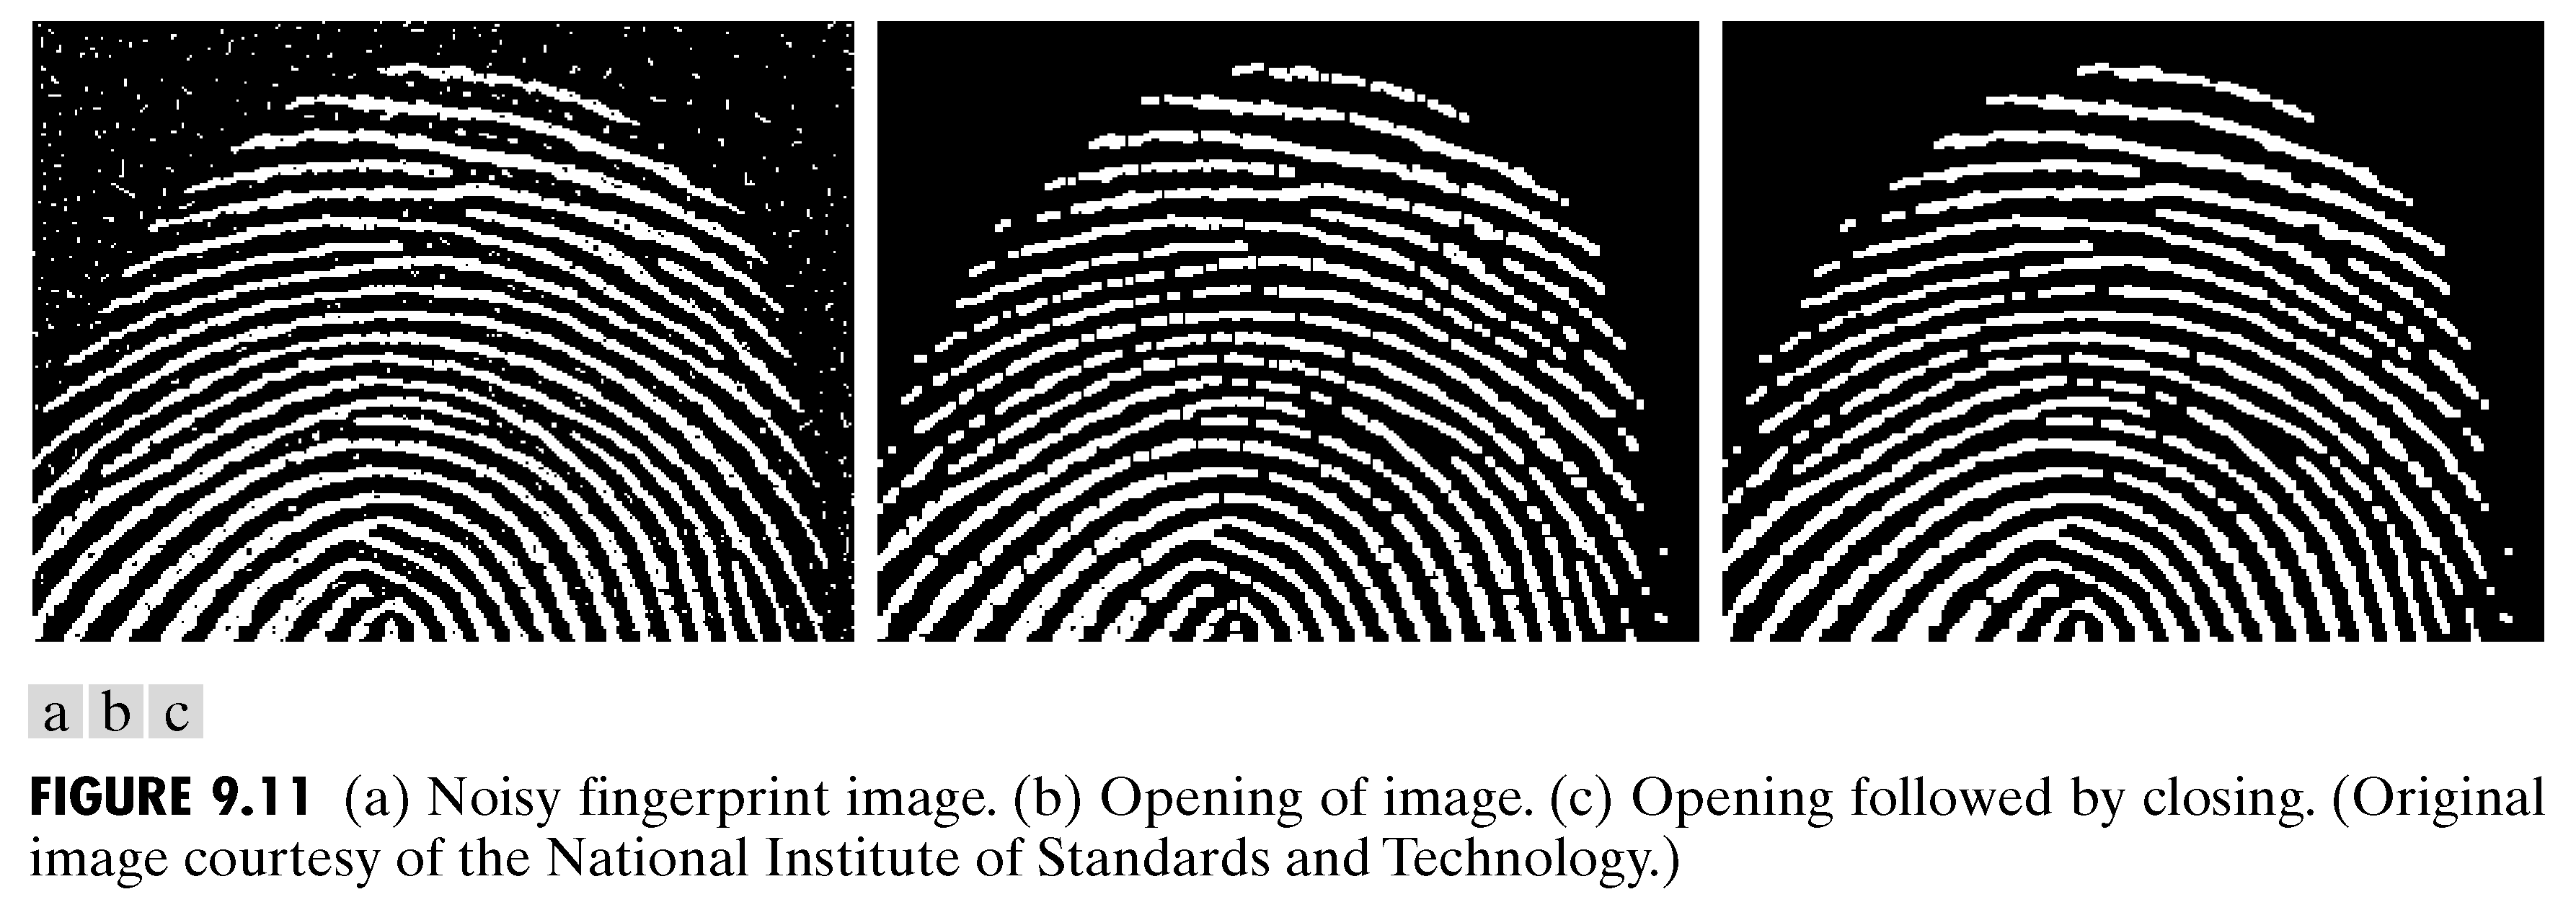 a b c
FIGURE 9.11 (a) Noisy fingerprint image. (b) Opening of image. (c) Opening followed by closing. (Original
image courtesy of the National Institute of Standards and Technology.)